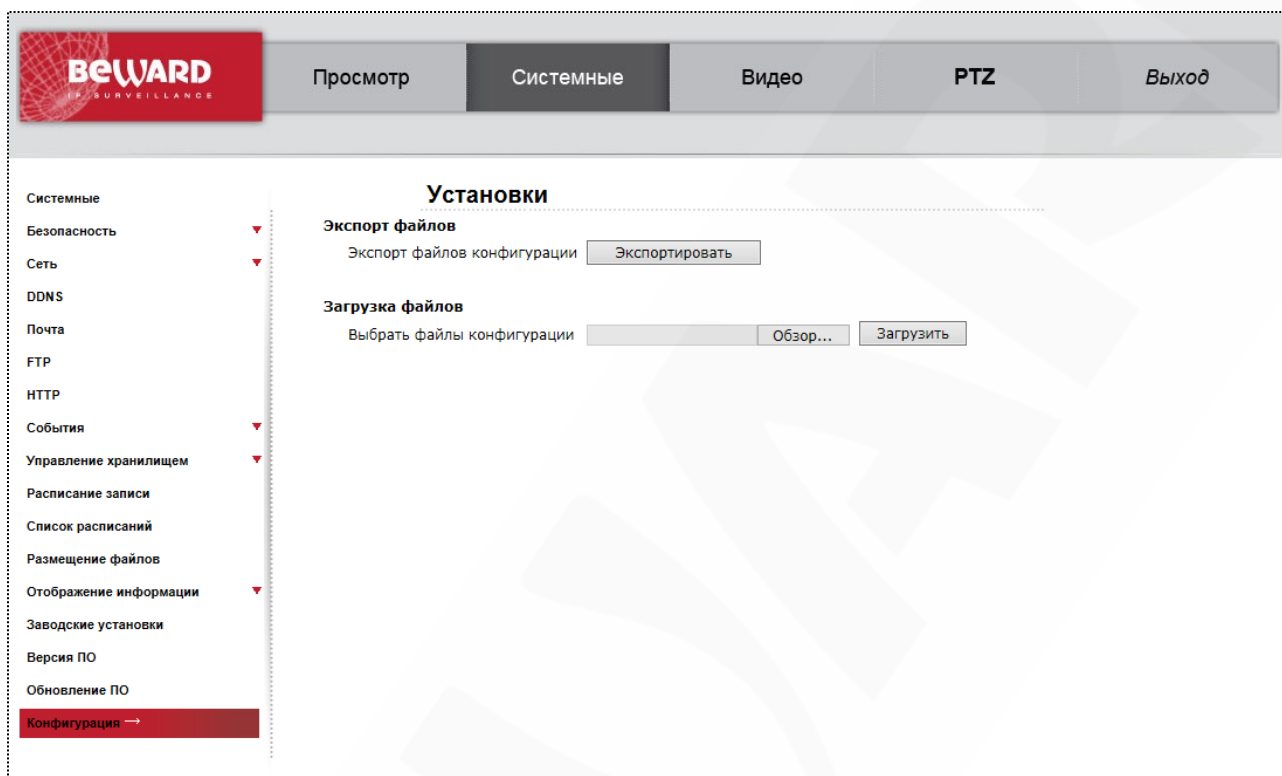 BEWARD
IP SURVEILLANCE
Просмотр
Системные
Видео
PTZ
Выход
Системные
Безопасность
Сеть
DDNS
Почта
FTP
HTTP
События
Управление хранилищем
Расписание записи
Список расписаний
Размещение файлов
Отображение информации
Заводские установки
Версия ПО
Обновление ПО
Конфигурация →
Установки
Экспорт файлов
Экспорт файлов конфигурации Экспортировать
Загрузка файлов
Выбрать файлы конфигурации Обзор... Загрузить